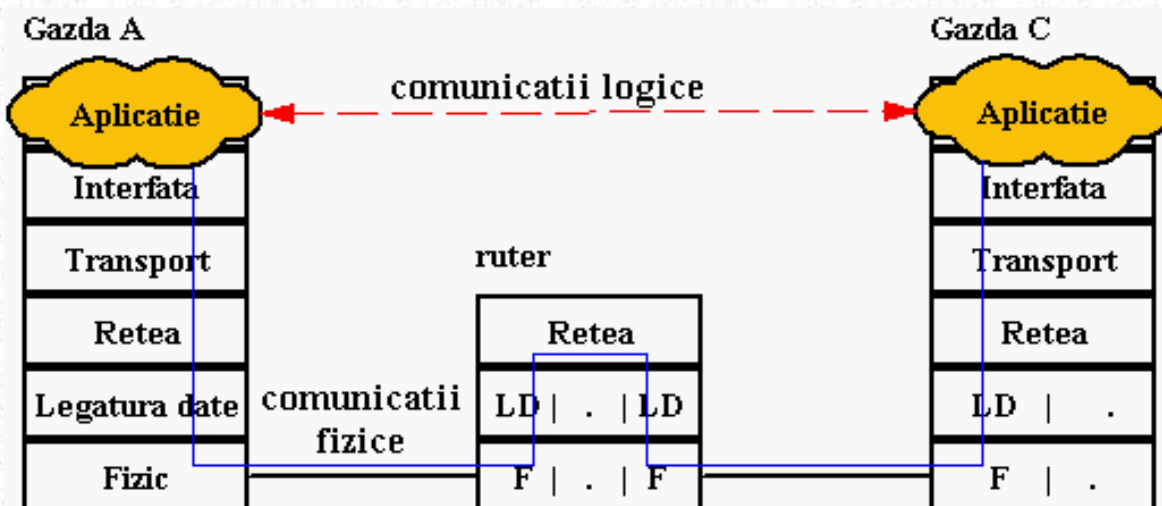 Gazda A
Gazda C
comunicatii logice
Aplicatie
Aplicatie
Interfata
Interfata
Transport
ruter
Transport
Retea
Retea
Retea
Legatura date
comunicatii
fizice
LD | . | LD
LD | .
Fizic
F | . | F
F | .